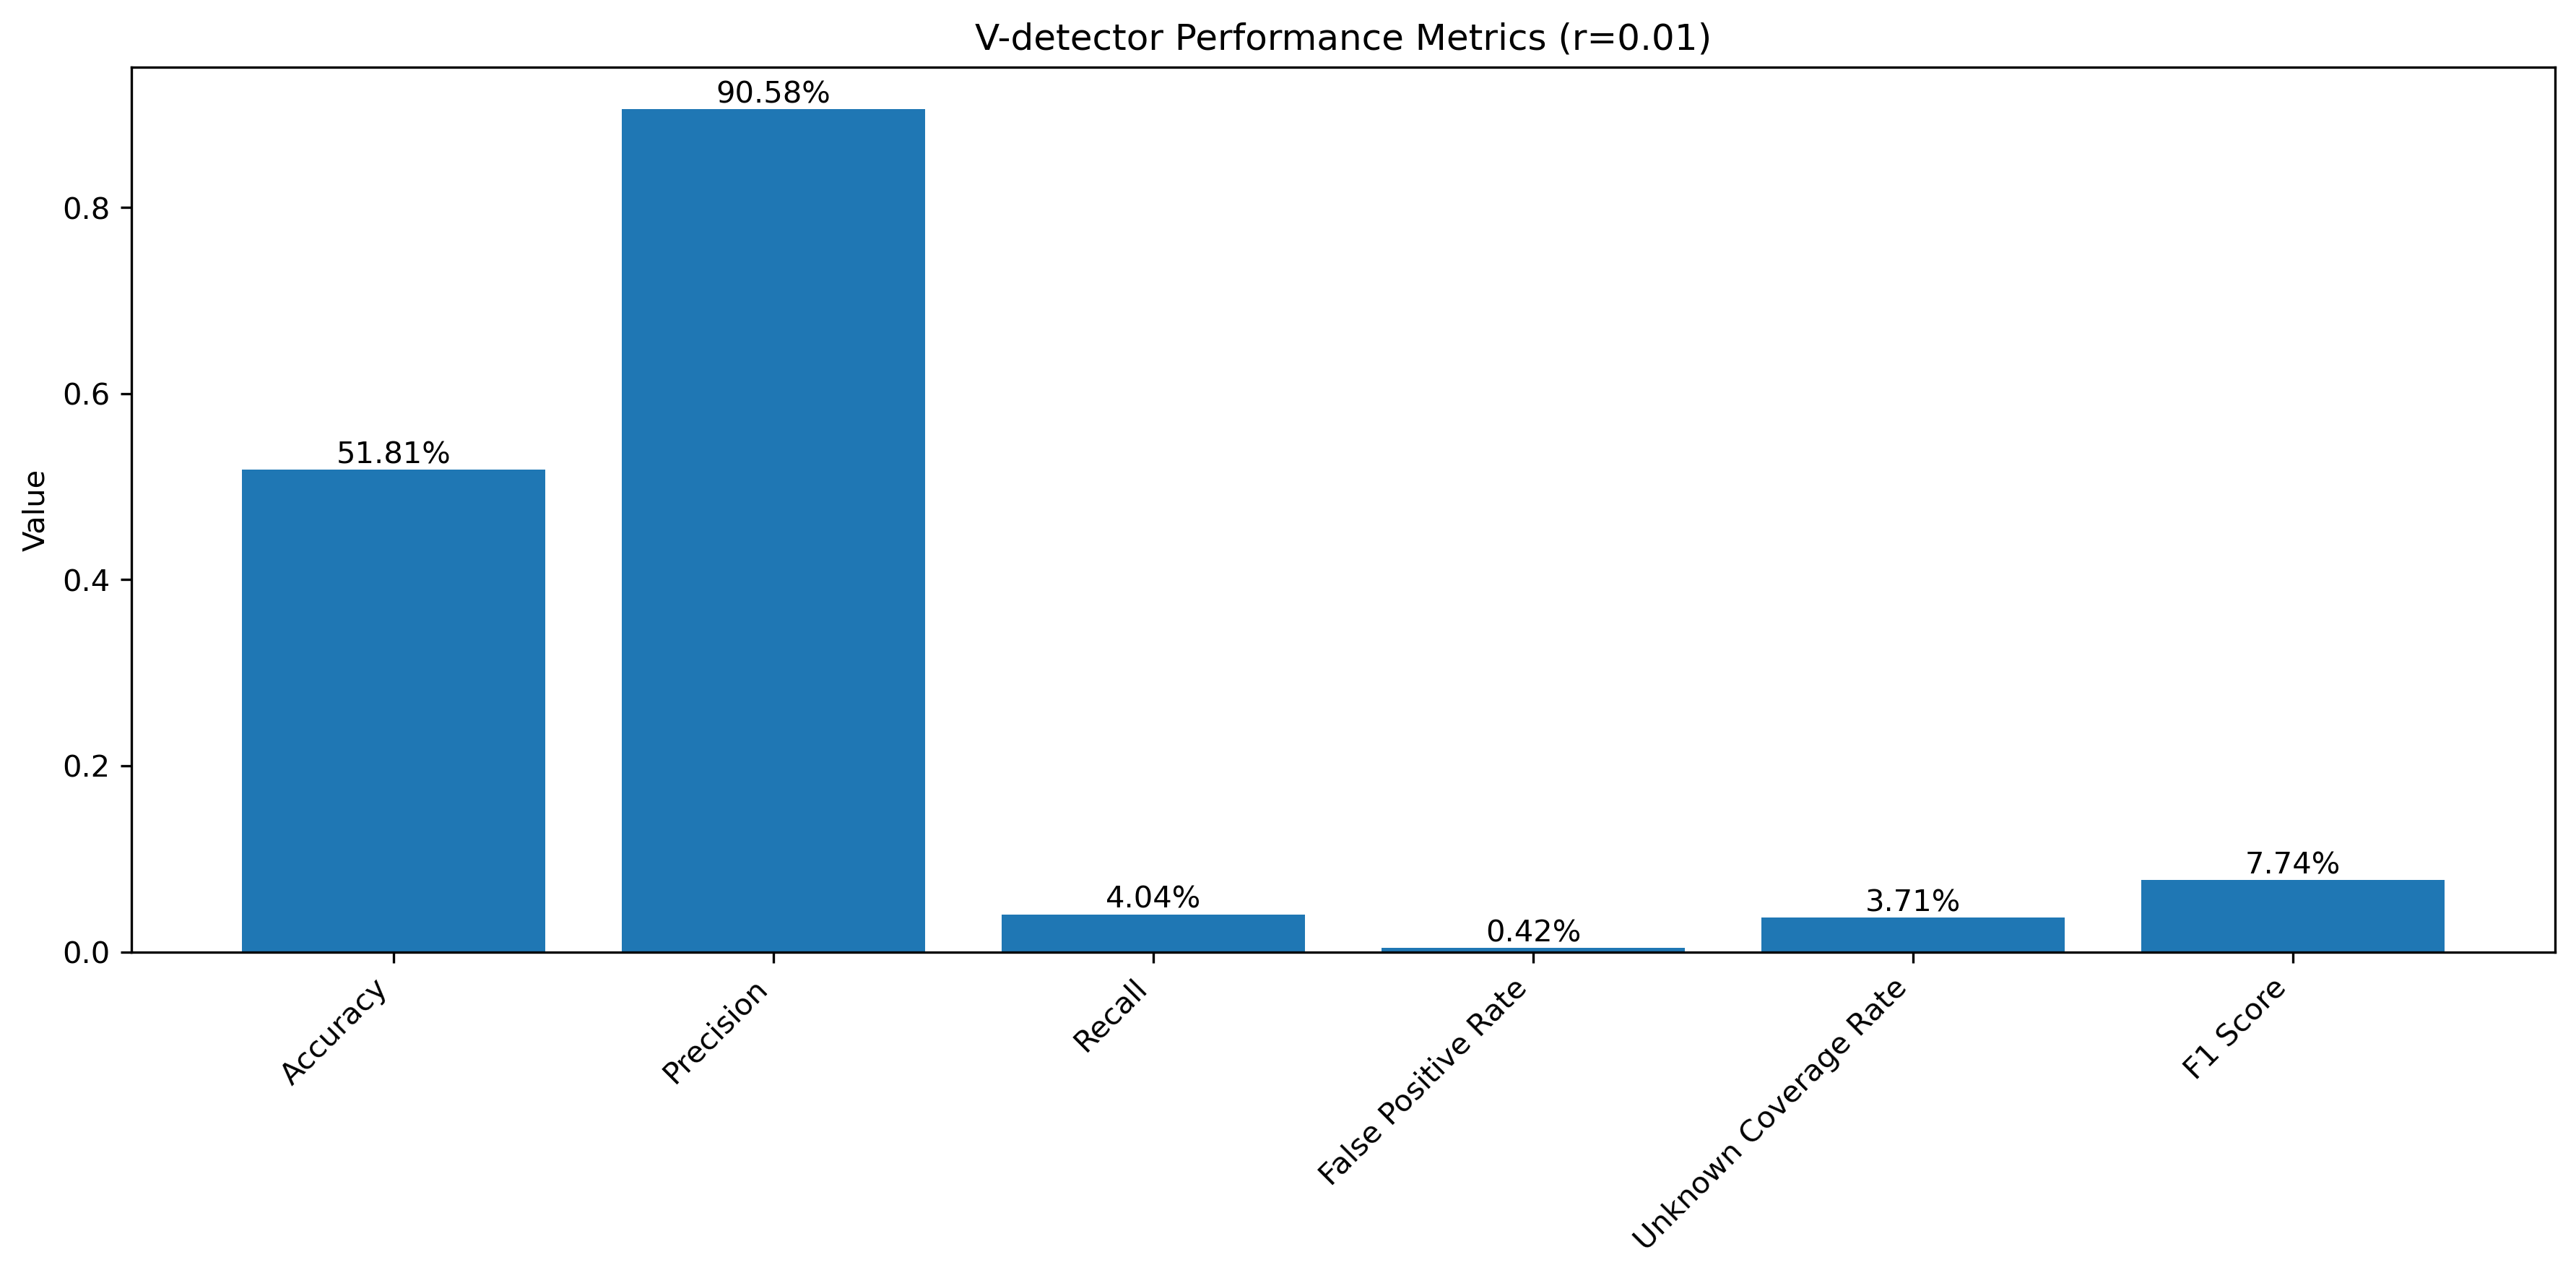 V-detector Performance Metrics (r=0.01)
Value
0.8
0.6
0.4
0.2
0.0
51.81%
90.58%
4.04%
0.42%
3.71%
7.74%
Accuracy
Precision
Recall
False Positive Rate
Unknown Coverage Rate
F1 Score